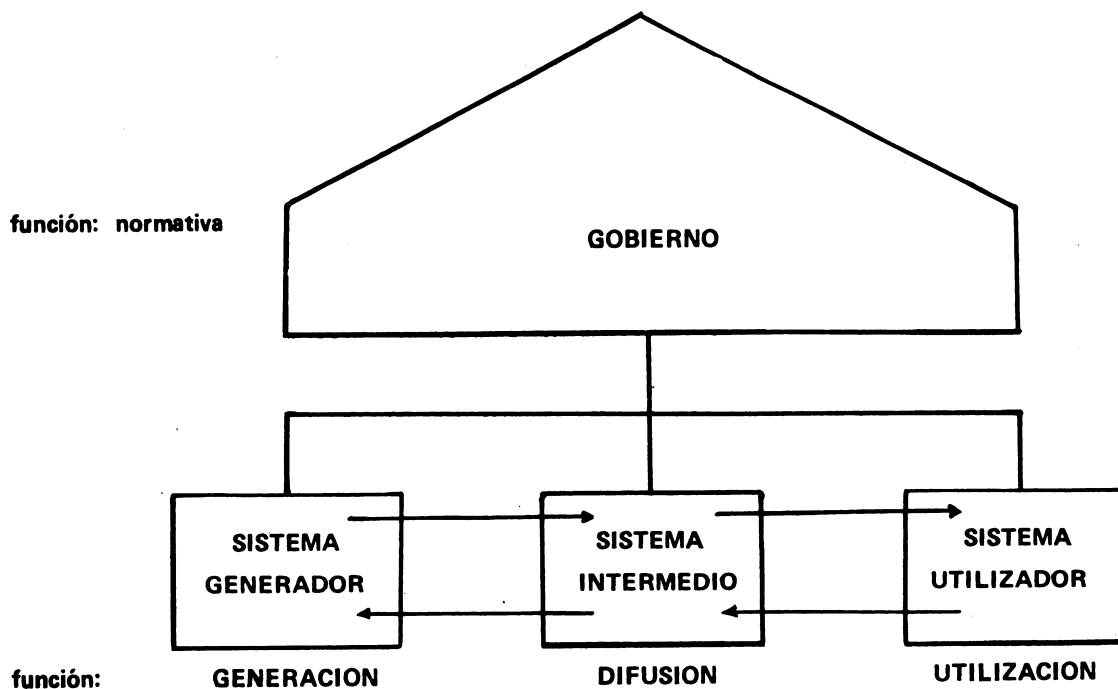 función: normativa
GOBIERNO
SISTEMA
GENERADOR
SISTEMA
INTERMEDIO
SISTEMA
UTILIZADOR
función: GENERACION DIFUSION UTILIZACION